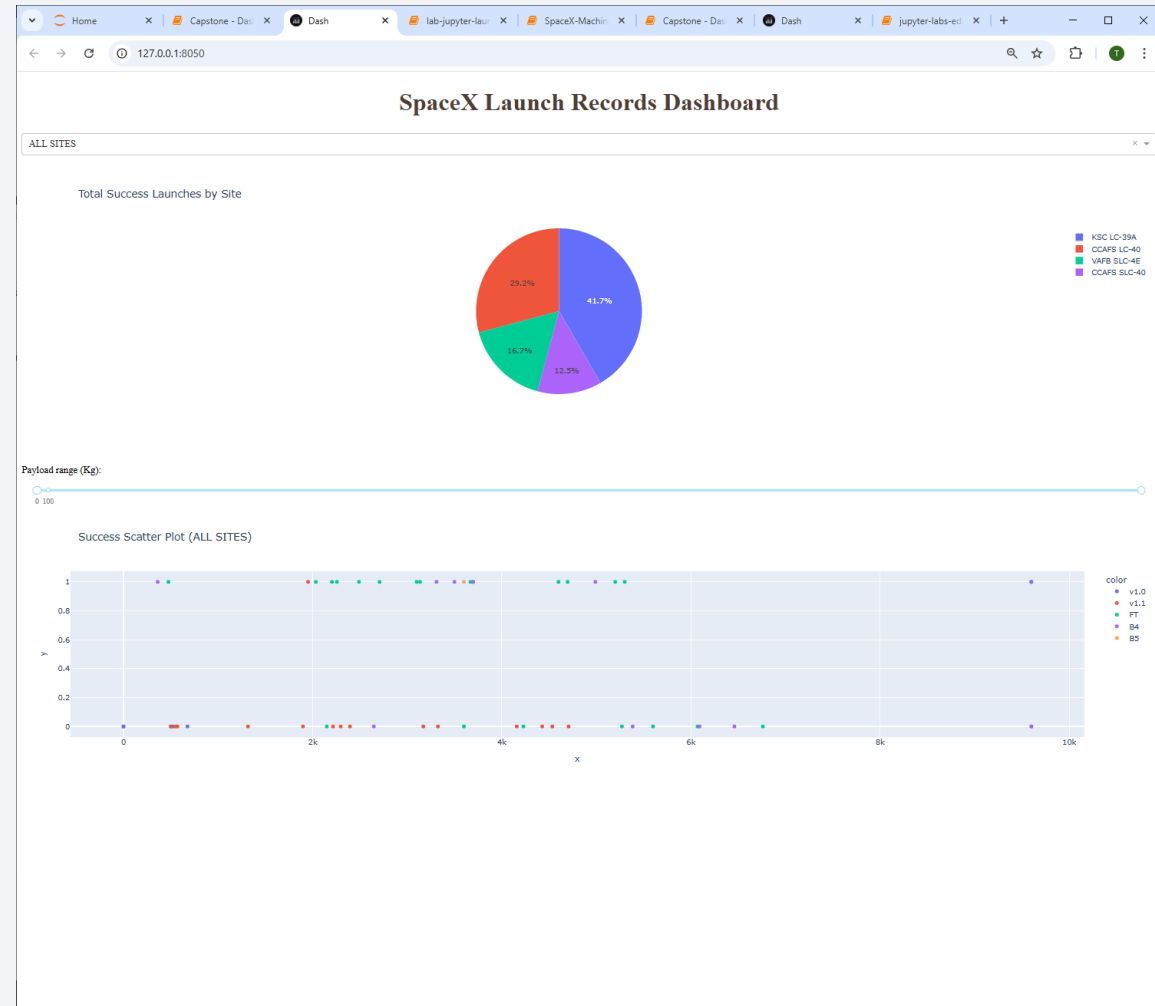 Home
Capstone - Das
Dash
lab-jupyter-laun
SpaceX-Machin
Capstone - Das
Dash
jupyter-labs-ed
127.0.0.1:8050
T
SpaceX Launch Records Dashboard
ALL SITES
Total Success Launches by Site
KSC LC-39A
CCAFS LC-40
VAFB SLC-4E
CCAFS SLC-40
29.2%
41.7%
16.7%
12.5%
Payload range (Kg):
0 100
Success Scatter Plot (ALL SITES)
color
v1.0
v1.1
FT
B4
B5
1
0.8
0.6
0.4
0.2
0
y
0 2k 4k 6k 8k 10k
x